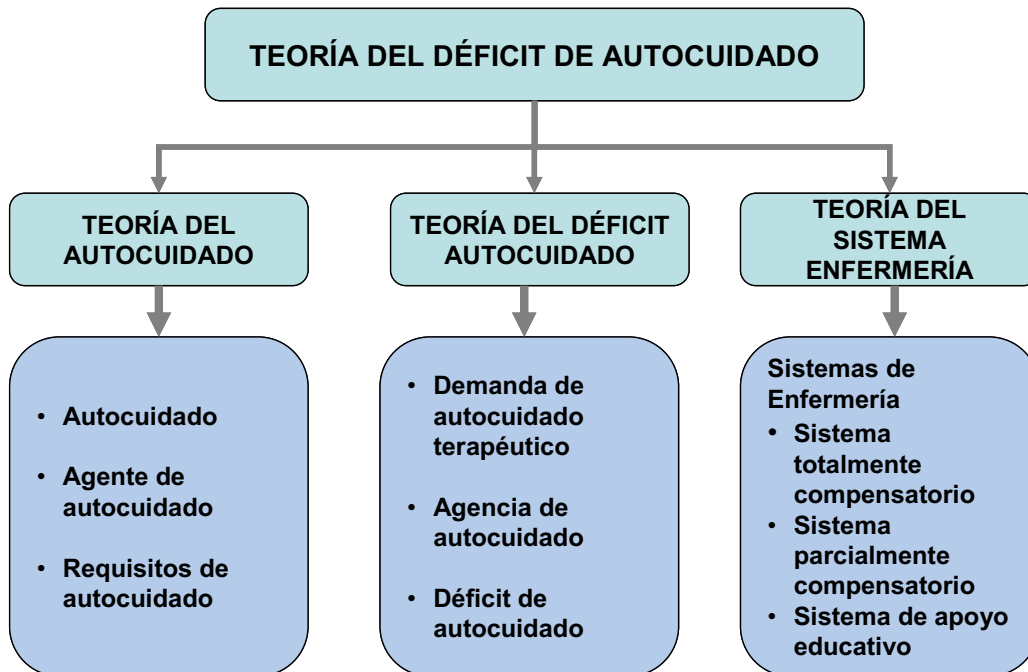 TEORÍA DEL DÉFICIT DE AUTOCUIDADO
TEORÍA DEL
AUTOCUIDADO
TEORÍA DEL DÉFICIT
AUTOCUIDADO
TEORÍA DEL
SISTEMA
ENFERMERÍA
• Autocuidado
• Agente de
autocuidado
• Requisitos de
autocuidado
• Demanda de
autocuidado
terapéutico
• Agencia de
autocuidado
• Déficit de
autocuidado
Sistemas de
Enfermería
• Sistema
totalmente
compensatorio
• Sistema
parcialmente
compensatorio
• Sistema de apoyo
educativo